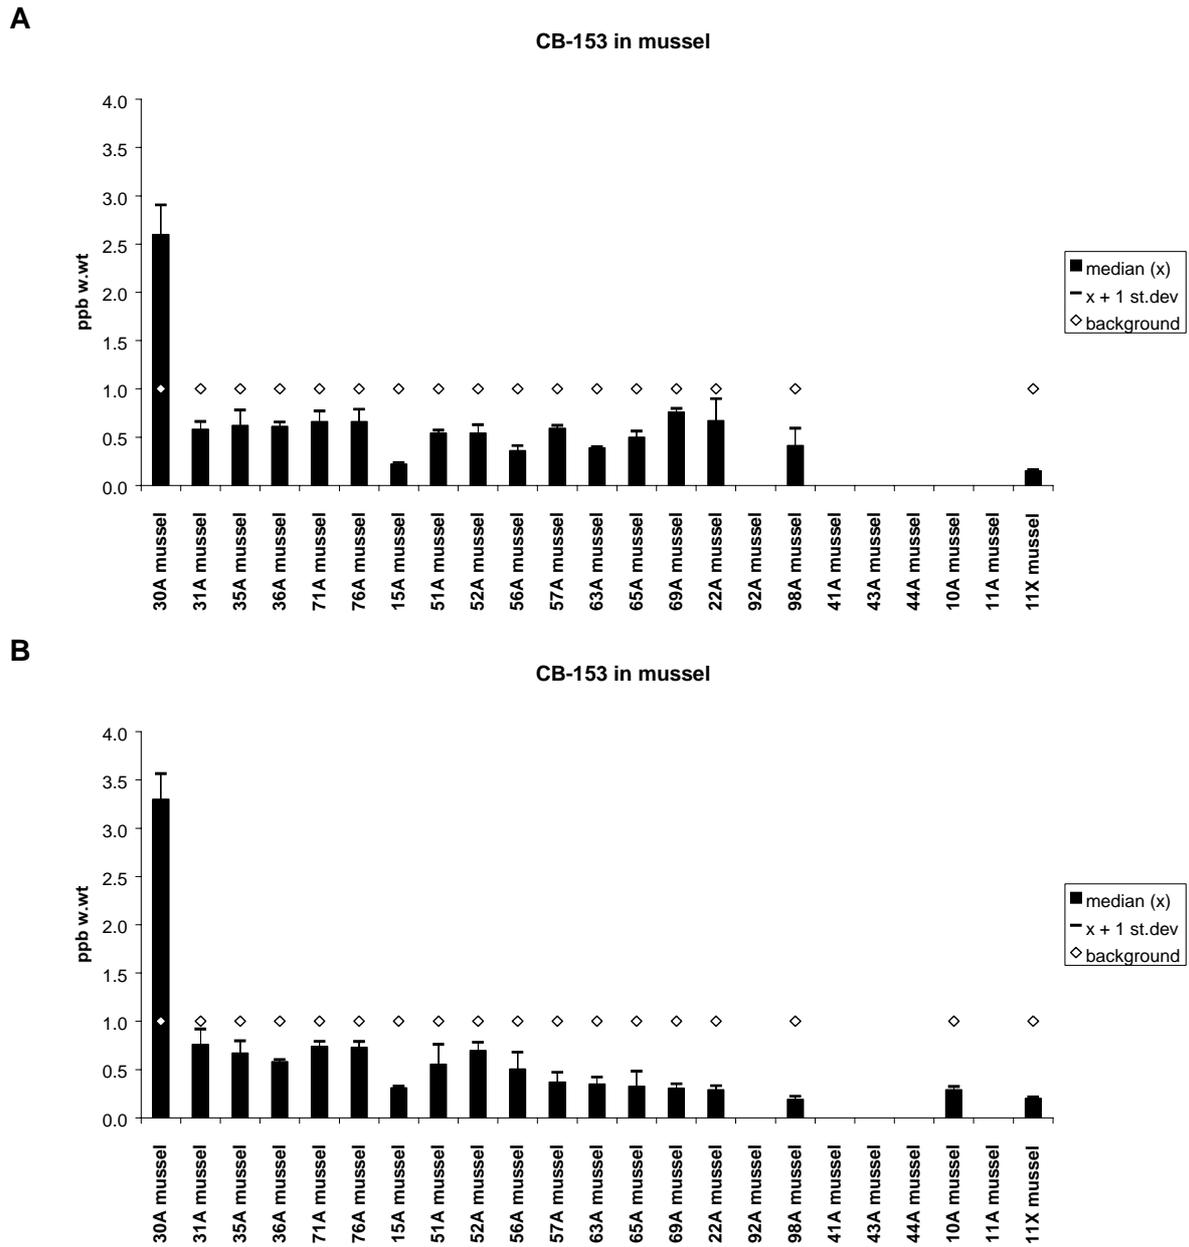 A
CB-153 in mussel
4.0
3.5
3.0
2.5
2.0
1.5
1.0
0.5
0.0
ppb w.wt
median (x)
x + 1 st.dev
background
30A mussel
31A mussel
35A mussel
36A mussel
71A mussel
76A mussel
15A mussel
51A mussel
52A mussel
56A mussel
57A mussel
63A mussel
65A mussel
69A mussel
22A mussel
92A mussel
98A mussel
41A mussel
43A mussel
44A mussel
10A mussel
11A mussel
11X mussel
B
CB-153 in mussel
4.0
3.5
3.0
2.5
2.0
1.5
1.0
0.5
0.0
ppb w.wt
median (x)
x + 1 st.dev
background
30A mussel
31A mussel
35A mussel
36A mussel
71A mussel
76A mussel
15A mussel
51A mussel
52A mussel
56A mussel
57A mussel
63A mussel
65A mussel
69A mussel
22A mussel
92A mussel
98A mussel
41A mussel
43A mussel
44A mussel
10A mussel
11A mussel
11X mussel